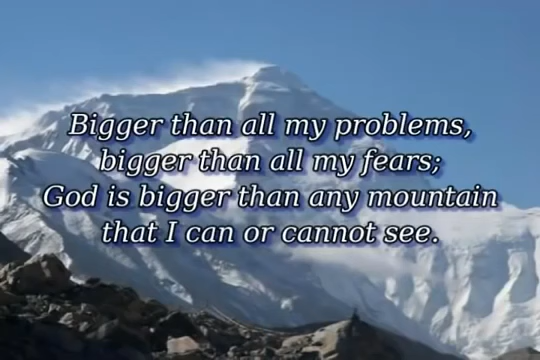 Bigger than all my problems,
bigger than all my fears;
God is bigger than any mountain
that I can or cannot see.